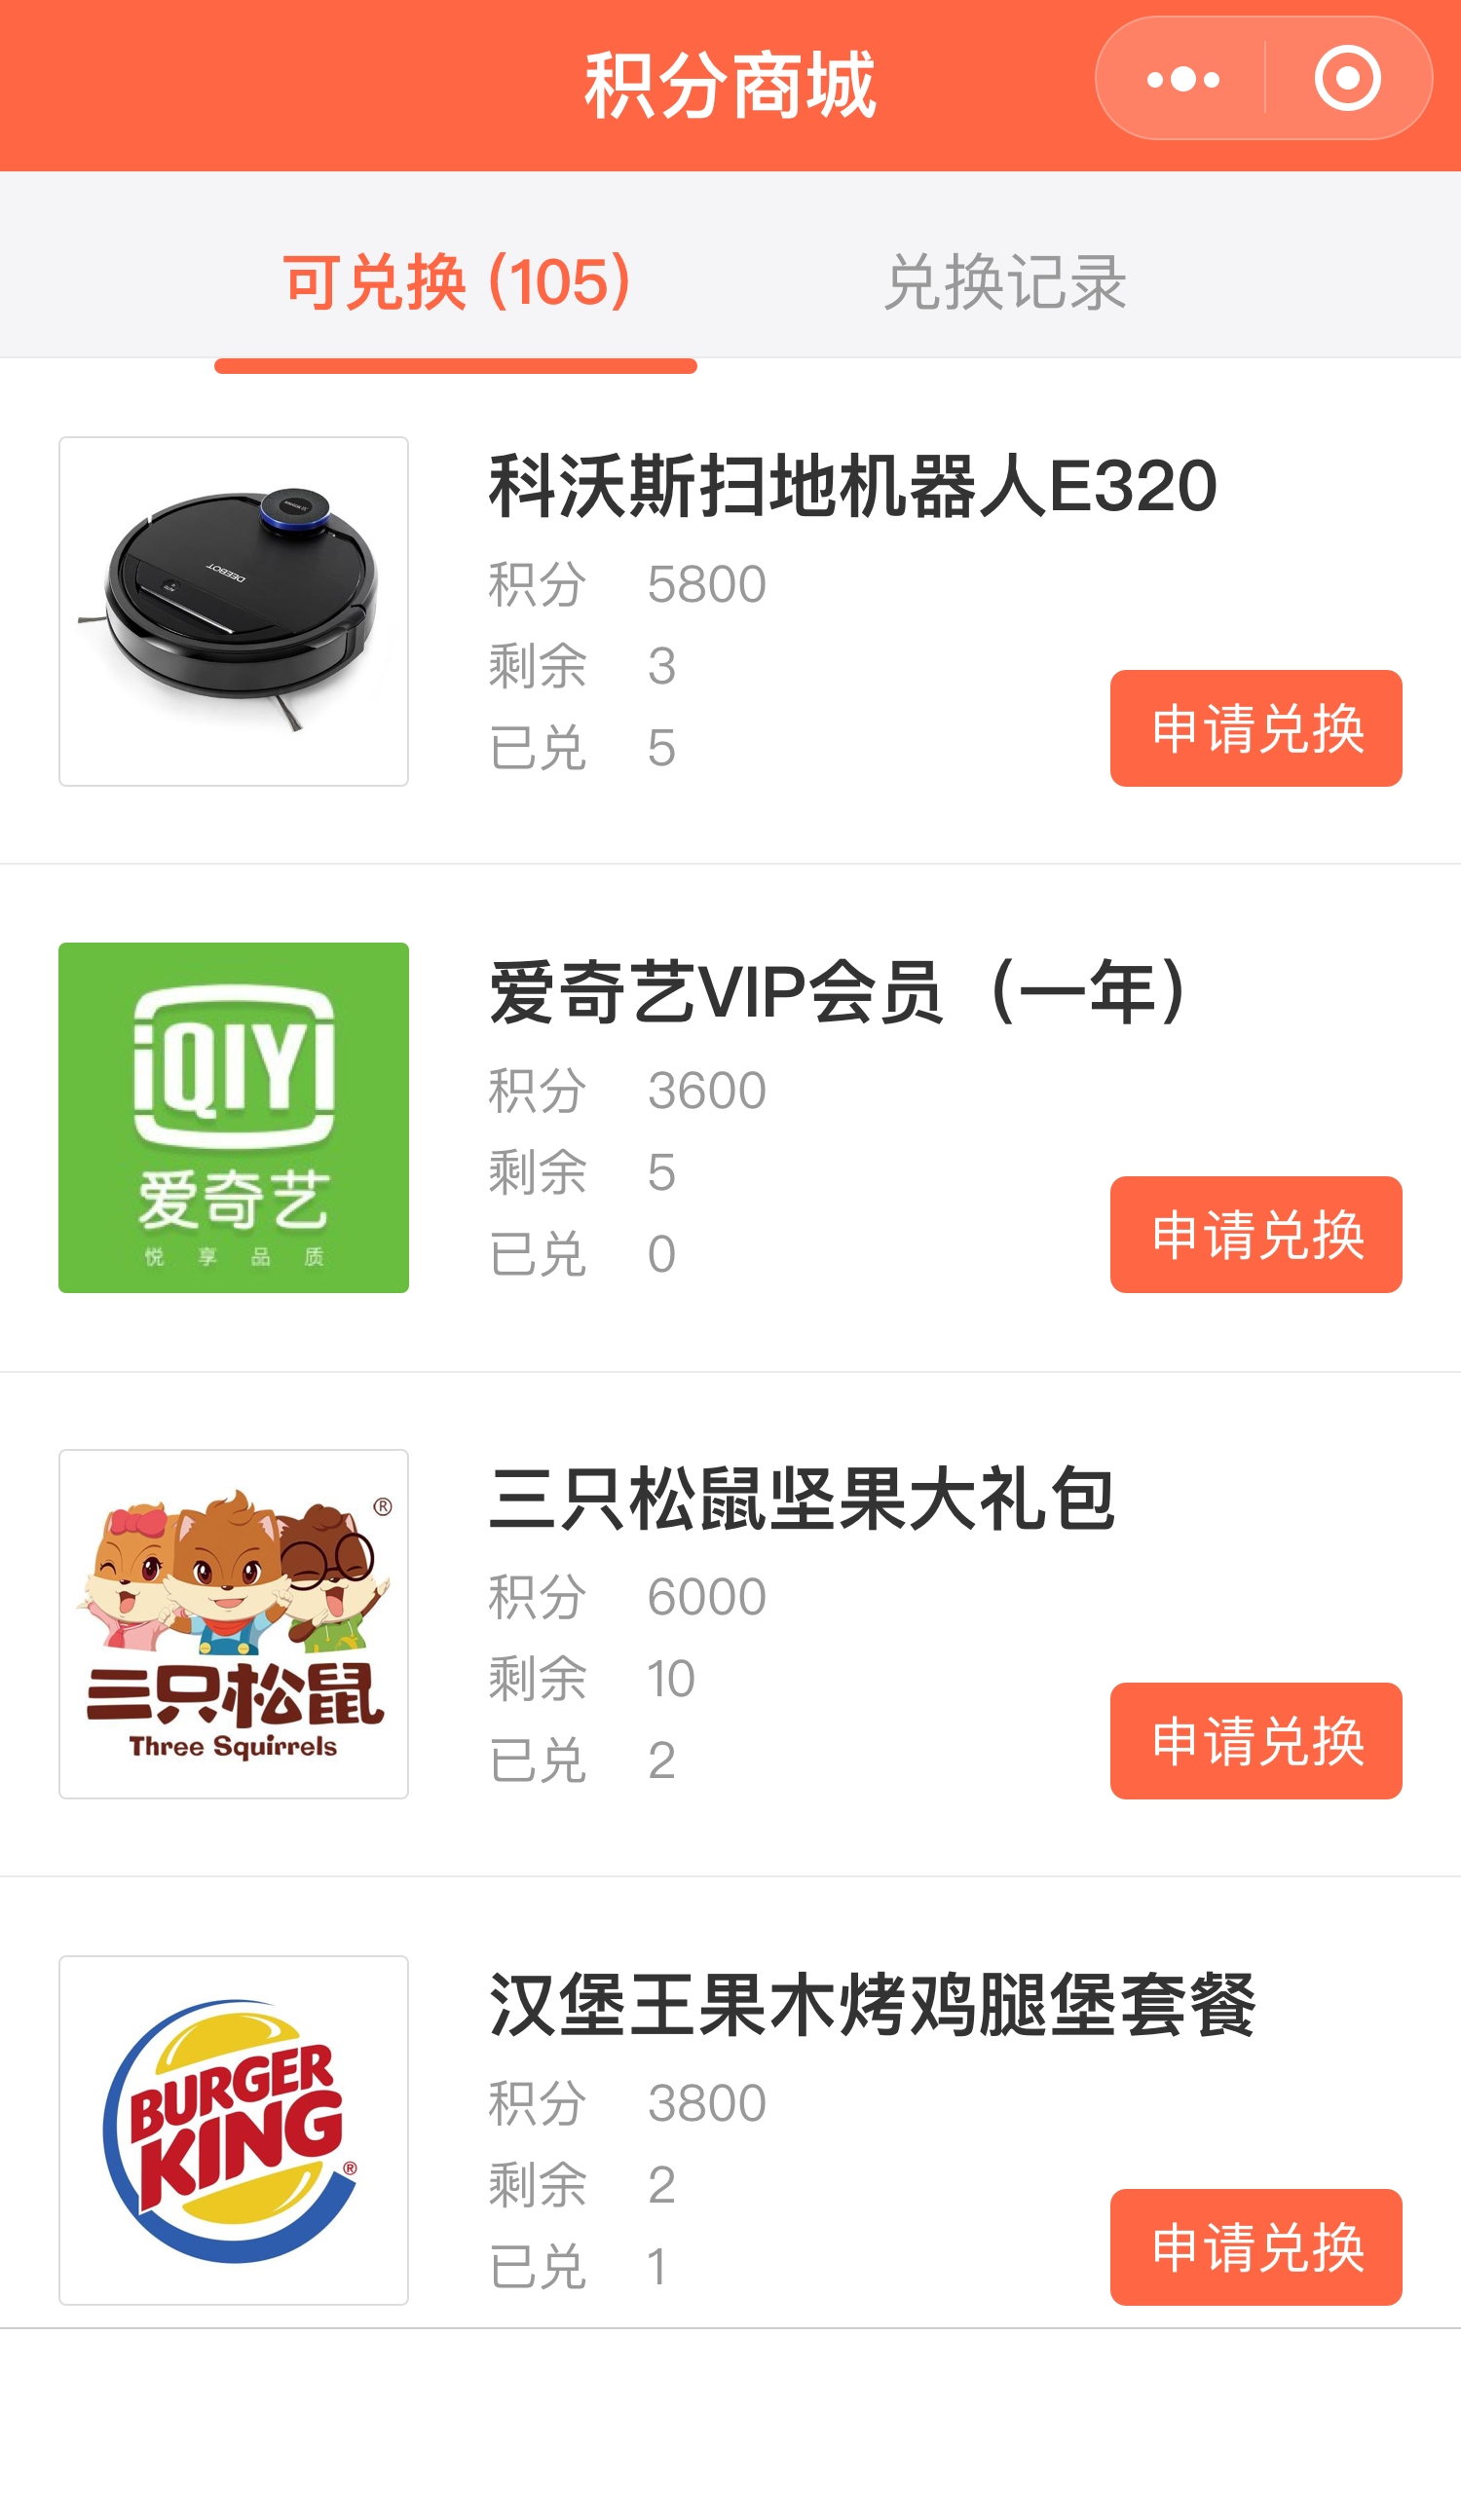 积分商城
可兑换 (105)
兑换记录
科沃斯扫地机器人E320
积分 5800
剩余 3
已兑 5
申请兑换
DEEBOT
爱奇艺VIP会员（一年）
积分 3600
剩余 5
已兑 0
申请兑换
iQIYI
爱奇艺
悦享品质
三只松鼠坚果大礼包
积分 6000
剩余 10
已兑 2
申请兑换
®
三只松鼠
Three Squirrels
汉堡王果木烤鸡腿堡套餐
积分 3800
剩余 2
已兑 1
申请兑换
BURGER
KING
®